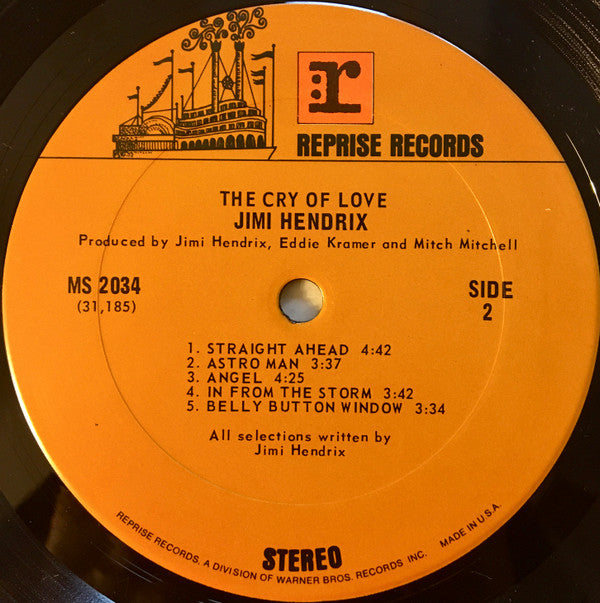 r
REPRISE RECORDS
THE CRY OF LOVE
JIMI HENDRIX
Produced by Jimi Hendrix, Eddie Kramer and Mitch Mitchell
MS 2034
(31,185)
SIDE
2
1. STRAIGHT AHEAD 4:42
2. ASTRO MAN 3:37
3. ANGEL 4:25
4. IN FROM THE STORM 3:42
5. BELLY BUTTON WINDOW 3:34
All selections written by
Jimi Hendrix
STEREO
REPRISE RECORDS, A DIVISION OF WARNER BROS. RECORDS INC. MADE IN U.S.A.